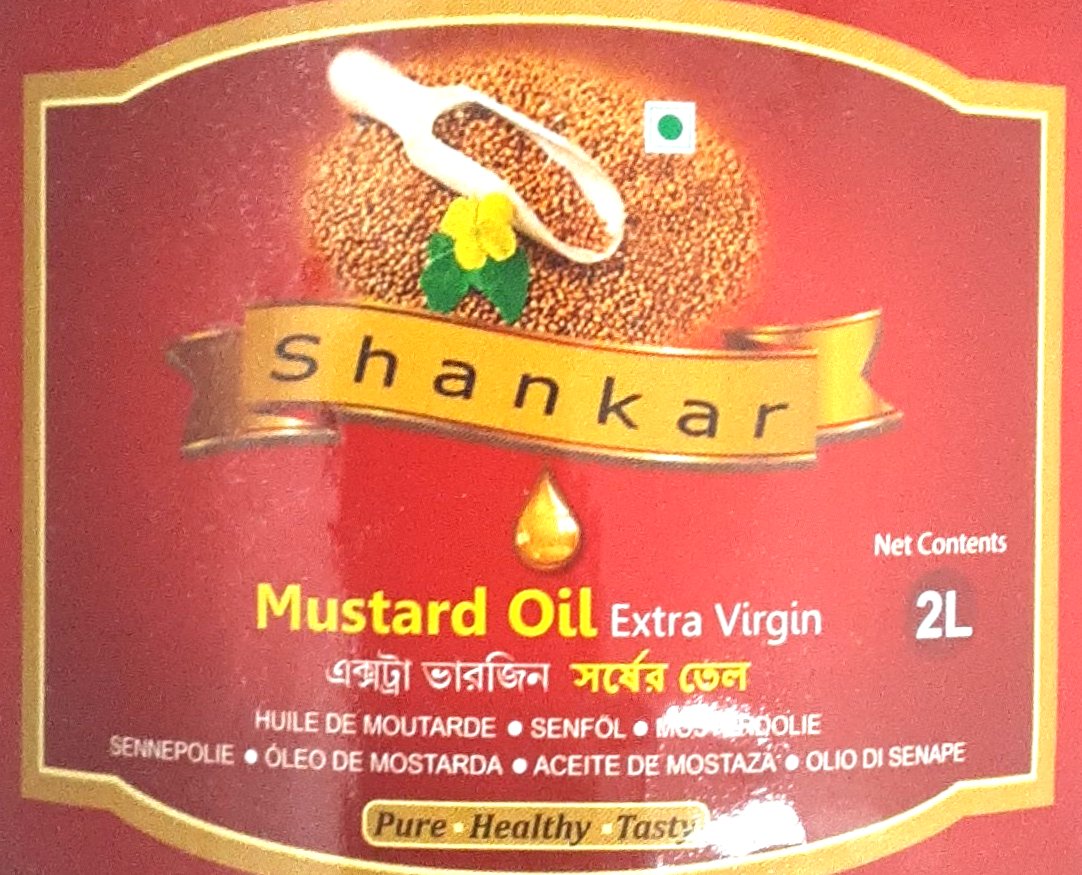 Shankar
Net Contents
2L
Mustard Oil Extra Virgin
এক্সট্রা ভারজিন সর্ষের তেল
HUILE DE MOUTARDE ● SENFÖL ●
SENNEPOLIE ● ÓLEO DE MOSTARDA ● ACEITE DE MOSTAZA ● OLIO DI SENAPE
Pure Healthy Tasty